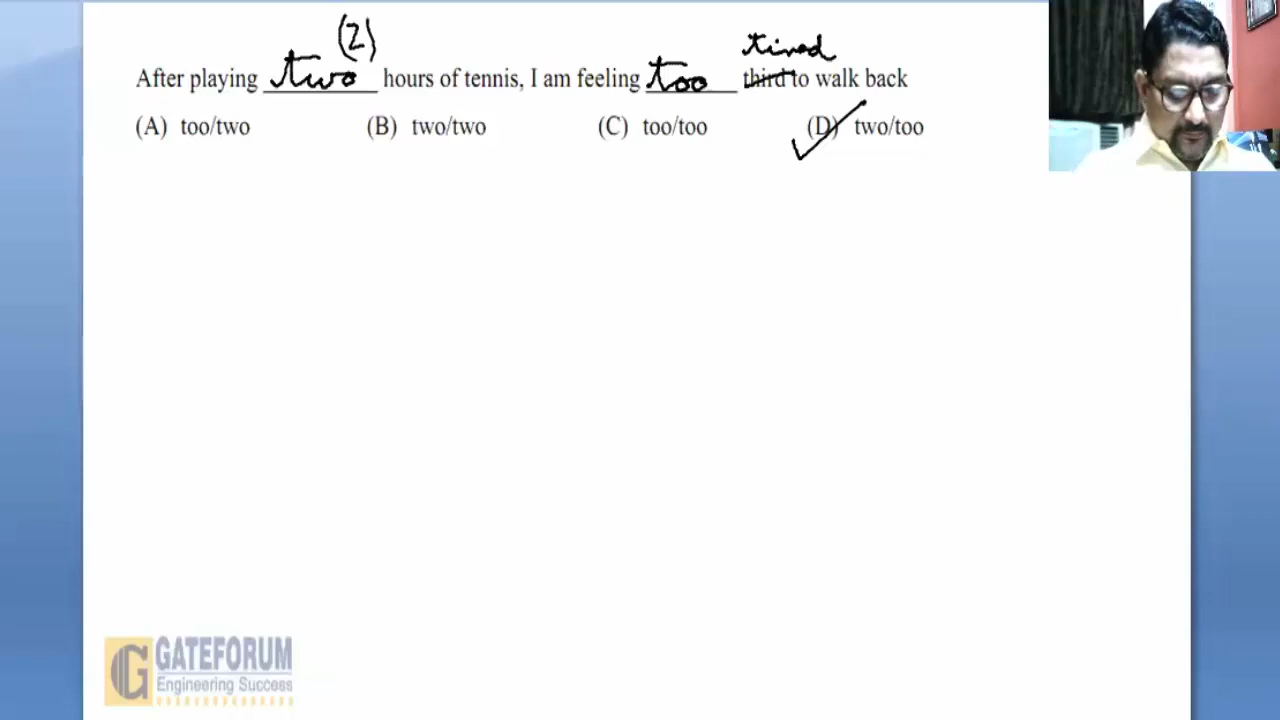 (2)
tired
After playing two hours of tennis, I am feeling too third to walk back
(A) too/two (B) two/two (C) too/too (D) two/too
GATEFORUM
Engineering Success